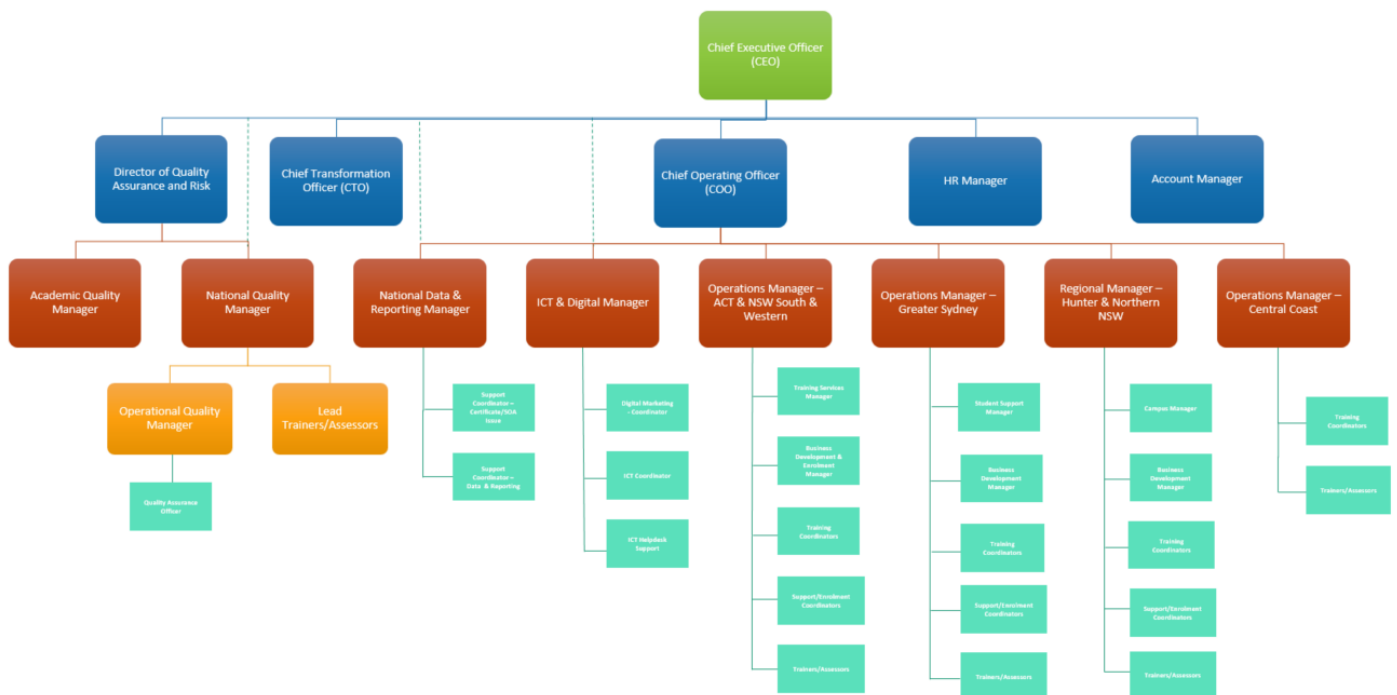 Chief Executive Officer
(CEO)
Director of Quality
Assurance and Risk
Chief Transformation
Officer (CTO)
Chief Operating Officer
(COO)
HR Manager
Account Manager
Academic Quality
Manager
National Quality
Manager
National Data &
Reporting Manager
ICT & Digital Manager
Operations Manager –
ACT & NSW South &
Western
Operations Manager –
Greater Sydney
Regional Manager –
Hunter & Northern
NSW
Operations Manager –
Central Coast
Operational Quality
Manager
Lead
Trainers/Assessors
Quality Assurance
Officer
Support
Coordinator –
Certificate/SOA
Issue
Support
Coordinator –
Data & Reporting
Digital Marketing
- Coordinator
ICT Coordinator
ICT Helpdesk
Support
Training Services
Manager
Business
Development &
Enrolment
Manager
Training
Coordinators
Support/Enrolment
Coordinators
Trainers/Assessors
Student Support
Manager
Business
Development
Manager
Training
Coordinators
Support/Enrolment
Coordinators
Trainers/Assessors
Campus Manager
Business
Development
Manager
Training
Coordinators
Support/Enrolment
Coordinators
Trainers/Assessors
Training
Coordinators
Trainers/Assessors